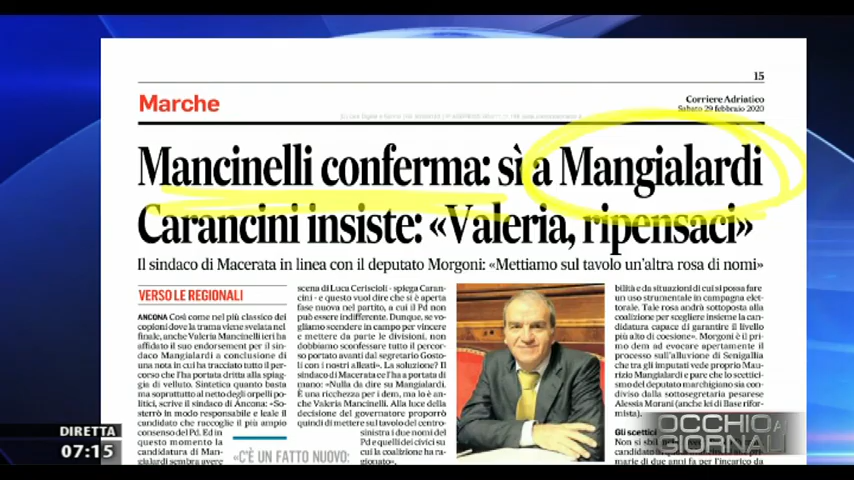 15
Marche
Corriere Adriatico
Sabato 29 febbraio 2020
Mancinelli conferma: sì a Mangialardi
Carancini insiste: «Valeria, ripensaci»
Il sindaco di Macerata in linea con il deputato Morgoni: «Mettiamo sul tavolo un'altra rosa di nomi»
VERSO LE REGIONALI
ANCONA Così come nel più classico dei
copioni dove la trama viene svelata nel
finale, anche Valeria Mancinelli ieri ha
affidato il suo endorsement per il sin-
daco Mangialardi a conclusione di
una nota in cui ha tracciato tutto il per-
corso che l'ha portata dritta alla spiag-
gia di velluto. Sintetica quanto basta
ma soprattutto al netto degli orpelli po-
litici, scrive il sindaco di Ancona: «So-
sterrò in modo responsabile e leale il
candidato che raccoglie il più ampio
consenso del Pd. Ed in
questo momento la
candidatura di Man-
gialardi sembra avere
scena di Luca Ceriscioli - spiega Caran-
cini - e questo vuol dire che si è aperta
fase nuova nel partito, a cui il Pd non
può essere indifferente. Dunque, se vo-
gliamo scendere in campo per vincere
e mettere da parte le divisioni, non
dobbiamo sconfessare tutto il percor-
so portato avanti dal segretario Gosto-
li con i nostri alleati». La soluzione? Il
sindaco di Macerata ce l'ha a portata di
mano: «Nulla da dire su Mangialardi.
È una ricchezza per i dem, ma lo è an-
che Valeria Mancinelli. Alla luce della
decisione del governatore proporrò
quindi di mettere sul tavolo del centro-
sinistra i due nomi del
Pd e quelli dei civici su
cui la coalizione ha ra-
gionato».
«C'È UN FATTO NUOVO:
bilità e da situazioni di cui si possa fare
un uso strumentale in campagna elet-
torale. Tale rosa andrà sottoposta alla
coalizione per scegliere insieme la can-
didatura capace di garantire il livello
più alto di coesione». Morgoni è il pri-
mo dem ad evocare apertamente il
processo sull'alluvione di Senigallia
che tra gli imputati vede proprio Mau-
rizio Mangialardi e pare che lo scettici-
smo del deputato marchigiano sia con-
diviso dalla sottosegretaria pesarese
Alessia Morani (anche lei di Base rifor-
mista).
Gli scettici
OCCHIO AI
GIORNALI
DIRETTA
07:15